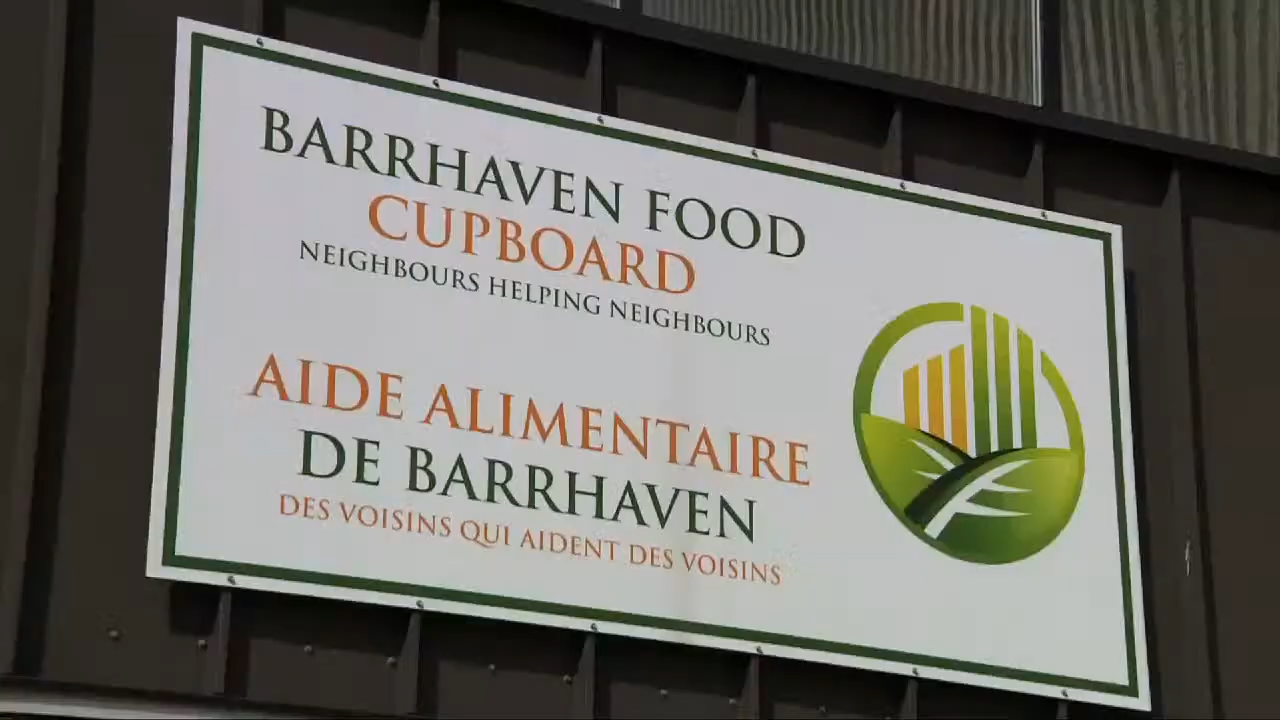 BARRHAVEN FOOD
CUPBOARD
NEIGHBOURS HELPING NEIGHBOURS
AIDE ALIMENTAIRE
DE BARRHAVEN
DES VOISINS QUI AIDENT DES VOISINS